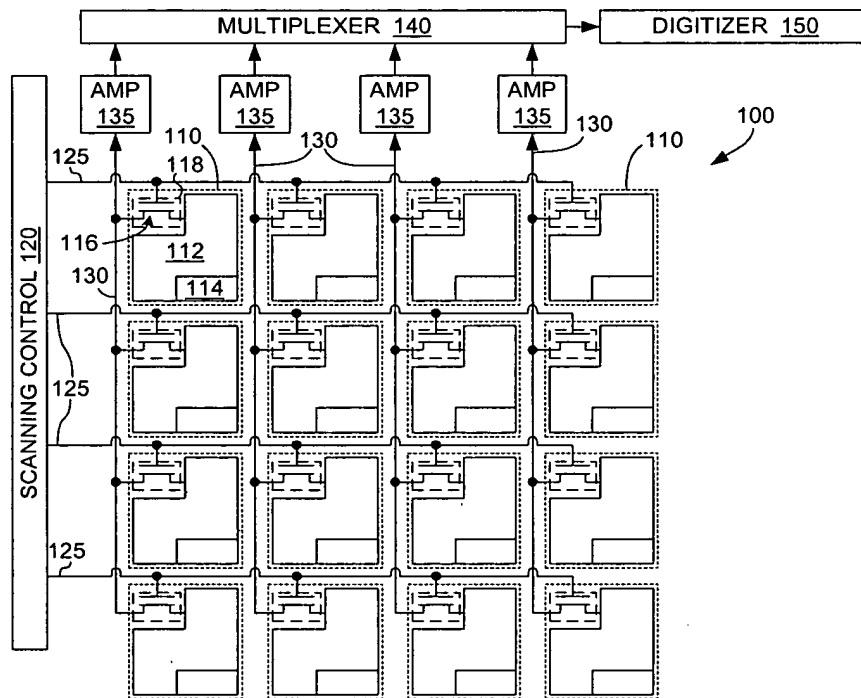 MULTIPLEXER 140
DIGITIZER 150
AMP 135
AMP 135
AMP 135
AMP 135
100
130
130
110
110
125
118
116
112
114
SCANNING CONTROL 120
130
125
125